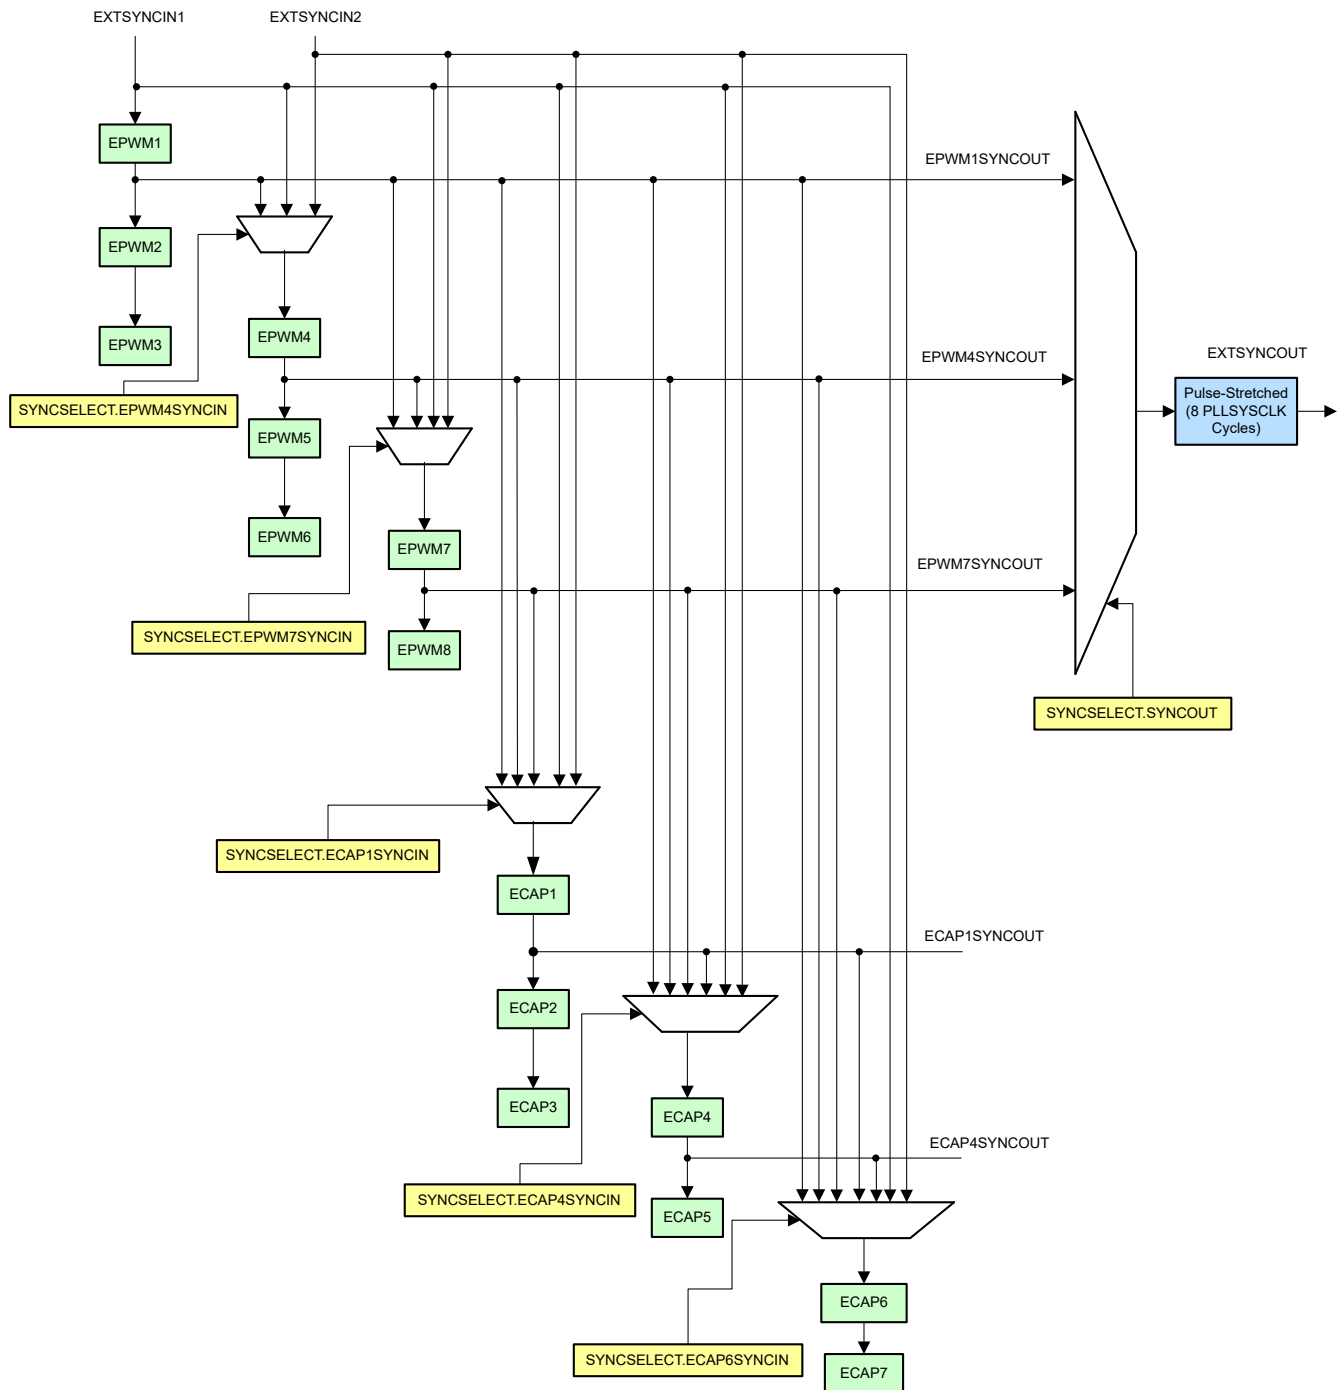 EXTSYNCIN1
EXTSYNCIN2
EPWM1
EPWM1SYNCOUT
EPWM2
EPWM4
EPWM3
EPWM4SYNCOUT
EXTSYNCOUT
SYNCSELECT.EPWM4SYNCIN
Pulse-Stretched
(8 PLLSYSCLK
Cycles)
EPWM5
EPWM6
EPWM7
EPWM7SYNCOUT
SYNCSELECT.EPWM7SYNCIN
EPWM8
SYNCSELECT.SYNCOUT
SYNCSELECT.ECAP1SYNCIN
ECAP1
ECAP1SYNCOUT
ECAP2
ECAP3
ECAP4
ECAP4SYNCOUT
SYNCSELECT.ECAP4SYNCIN
ECAP5
ECAP6
SYNCSELECT.ECAP6SYNCIN
ECAP7